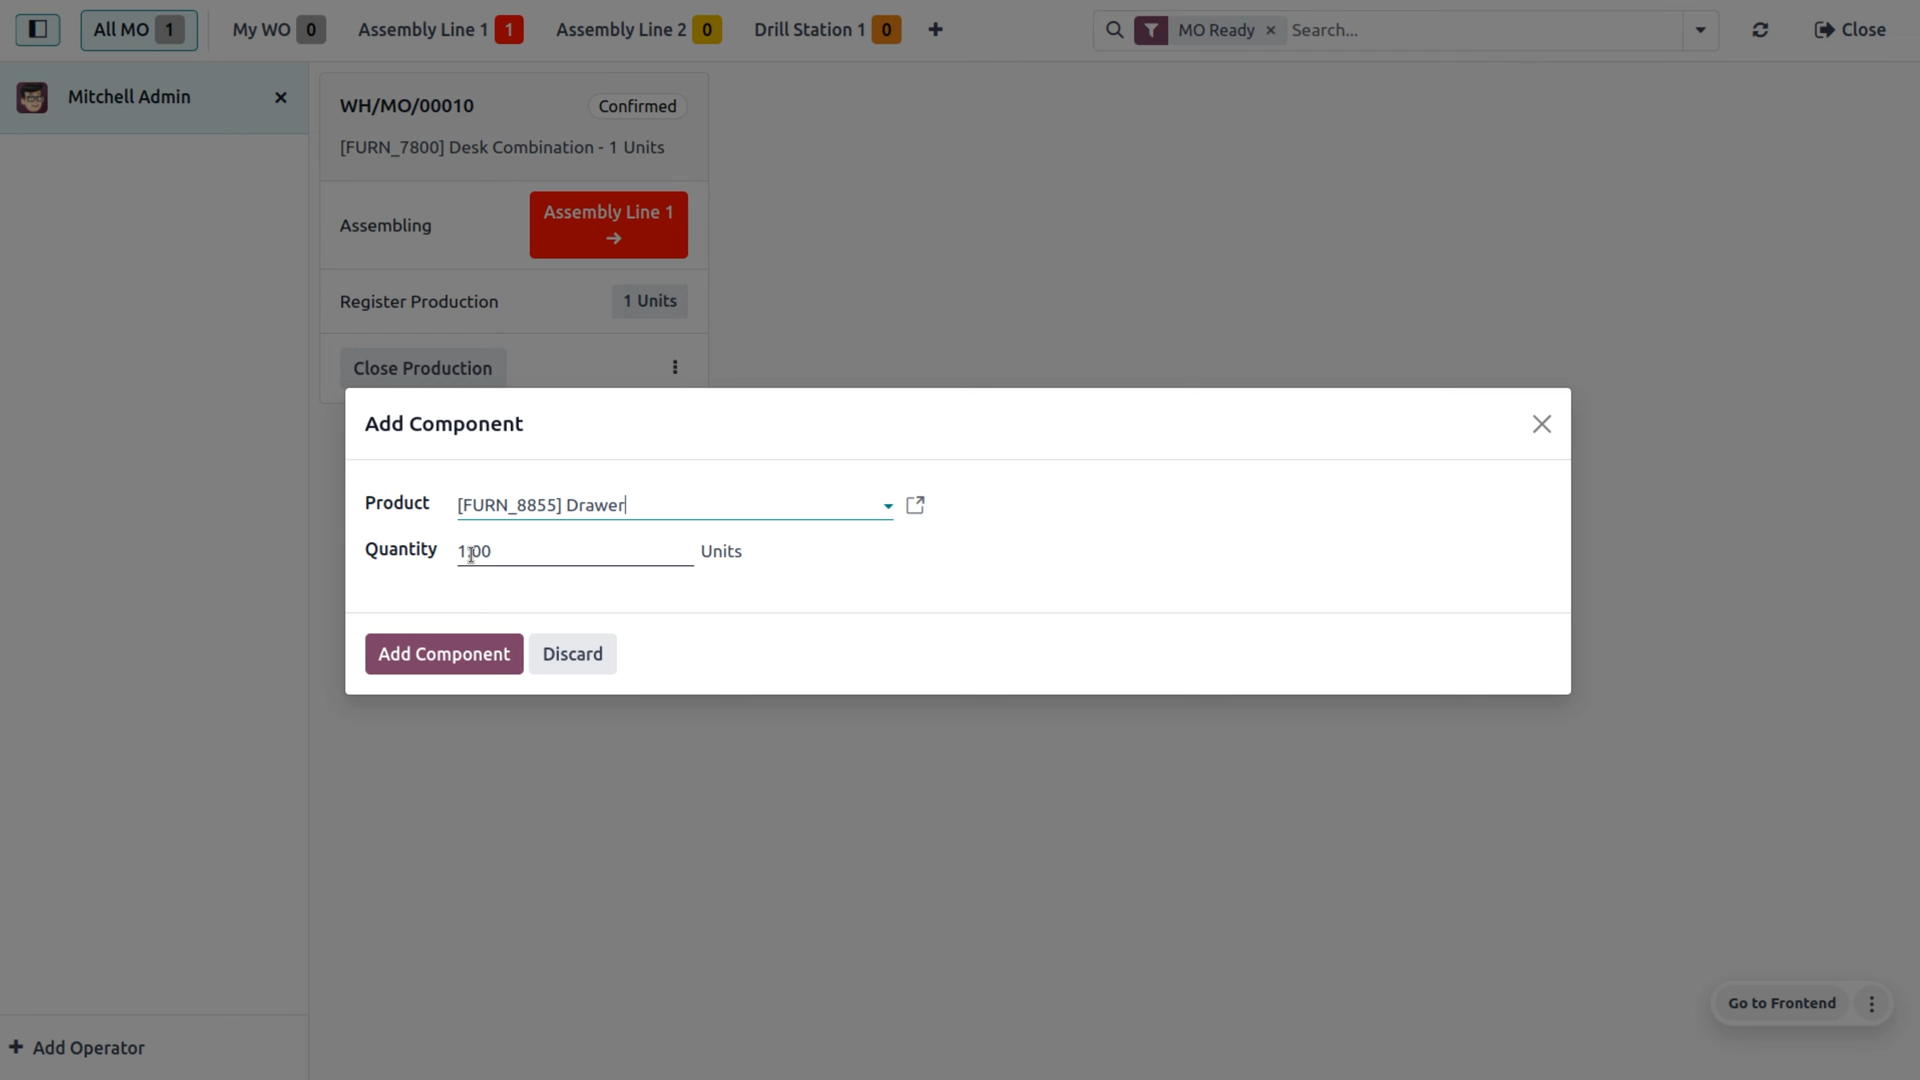 All MO 1
My WO 0
Assembly Line 1 1
Assembly Line 2 0
Drill Station 1 0
MO Ready
Search...
Close
Mitchell Admin
WH/MO/00010
Confirmed
[FURN_7800] Desk Combination - 1 Units
Assembling
Assembly Line 1
Register Production
1 Units
Close Production
Add Component
Product
[FURN_8855] Drawer
Quantity
1.00
Units
Add Component
Discard
Go to Frontend
Add Operator